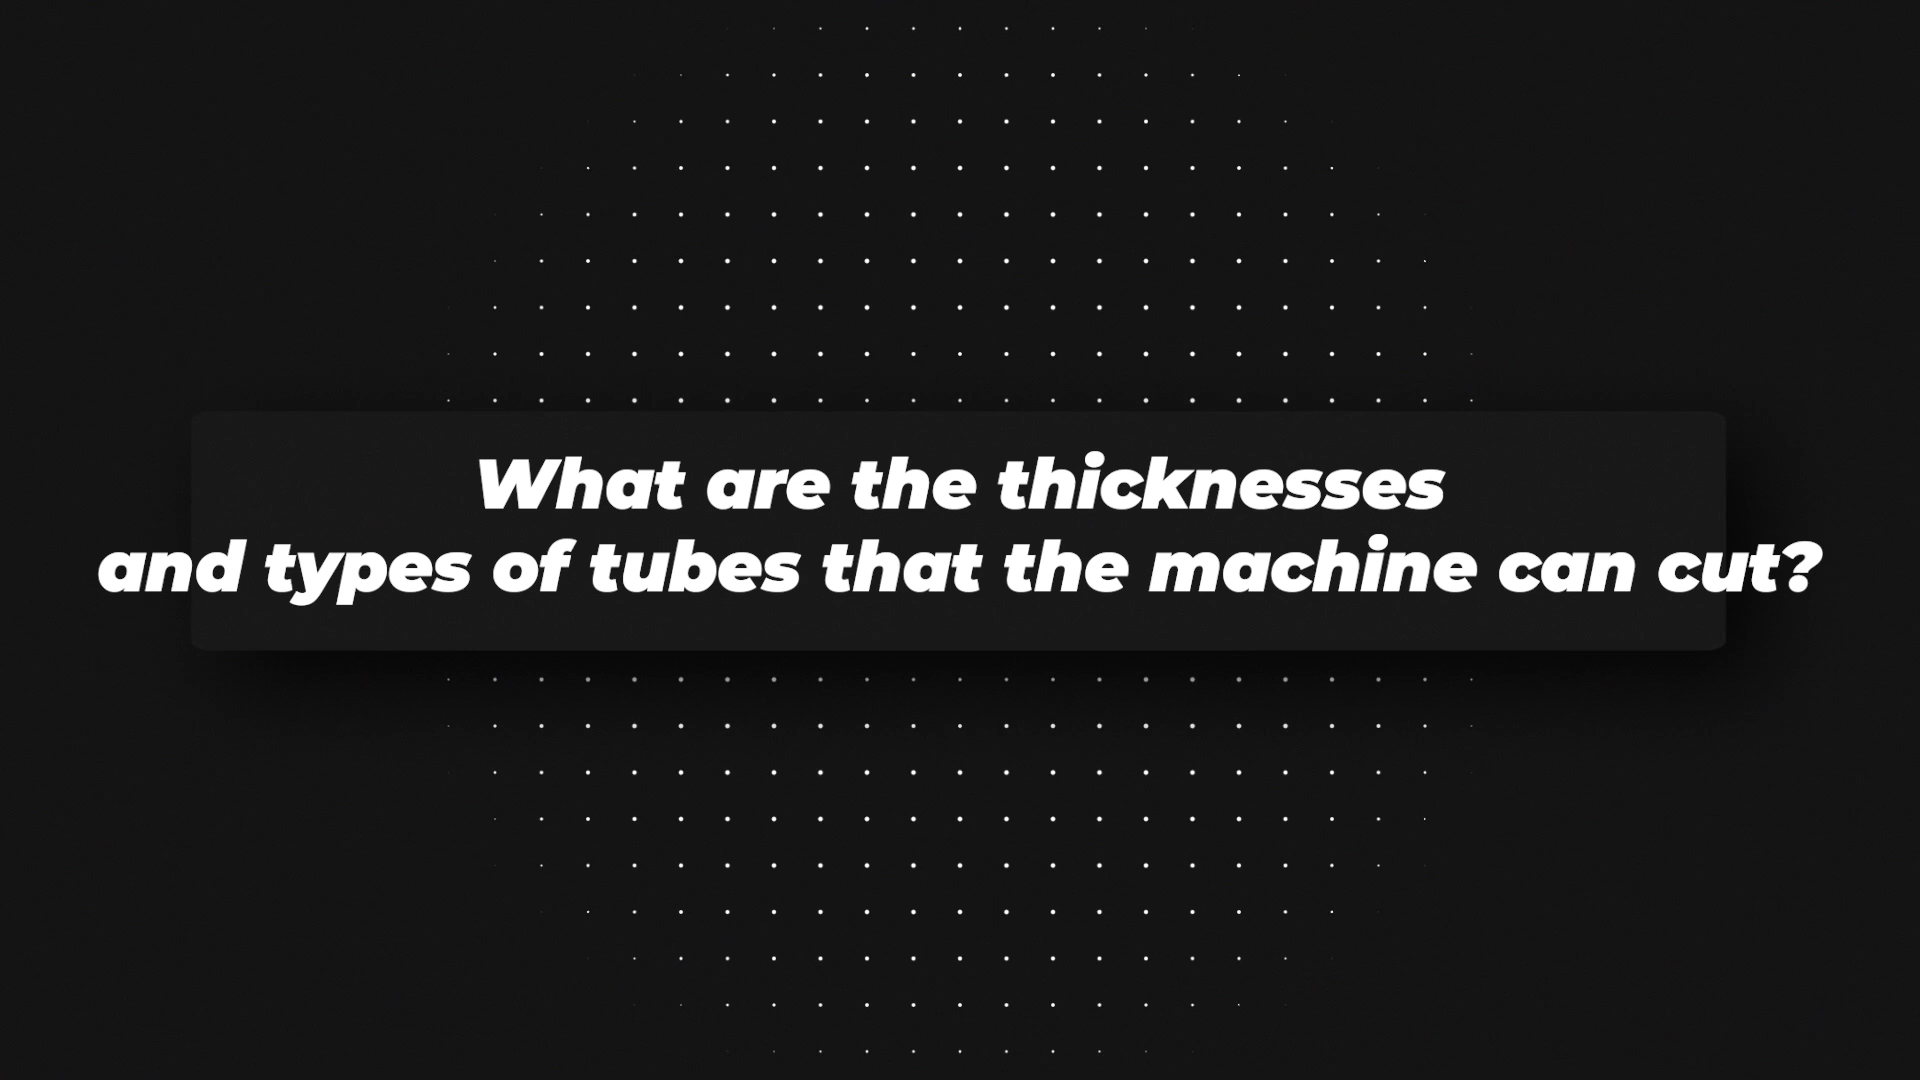 What are the thicknesses
and types of tubes that the machine can cut?